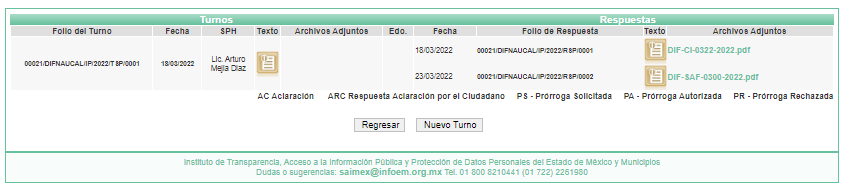 Turnos Respuestas
Folio del Turno Fecha SPH Texto Archivos Adjuntos Edo. Fecha Folio de Respuesta Texto Archivos Adjuntos
00021/DIFNAUCAL/IP/2022/TSP/0001 18/03/2022 Lic. Arturo Mejía Díaz
18/03/2022 00021/DIFNAUCAL/IP/2022/RSP/0001 DIF-CI-0322-2022.pdf
23/03/2022 00021/DIFNAUCAL/IP/2022/RSP/0002 DIF-SAF-0300-2022.pdf
AC Aclaración ARC Respuesta Aclaración por el Ciudadano PS - Prórroga Solicitada PA - Prórroga Autorizada PR - Prórroga Rechazada
Regresar Nuevo Turno
Instituto de Transparencia, Acceso a la Información Pública y Protección de Datos Personales del Estado de México y Municipios
Dudas o sugerencias: saimex@infoem.org.mx Tel. 01 800 8210441 (01 722) 2261980